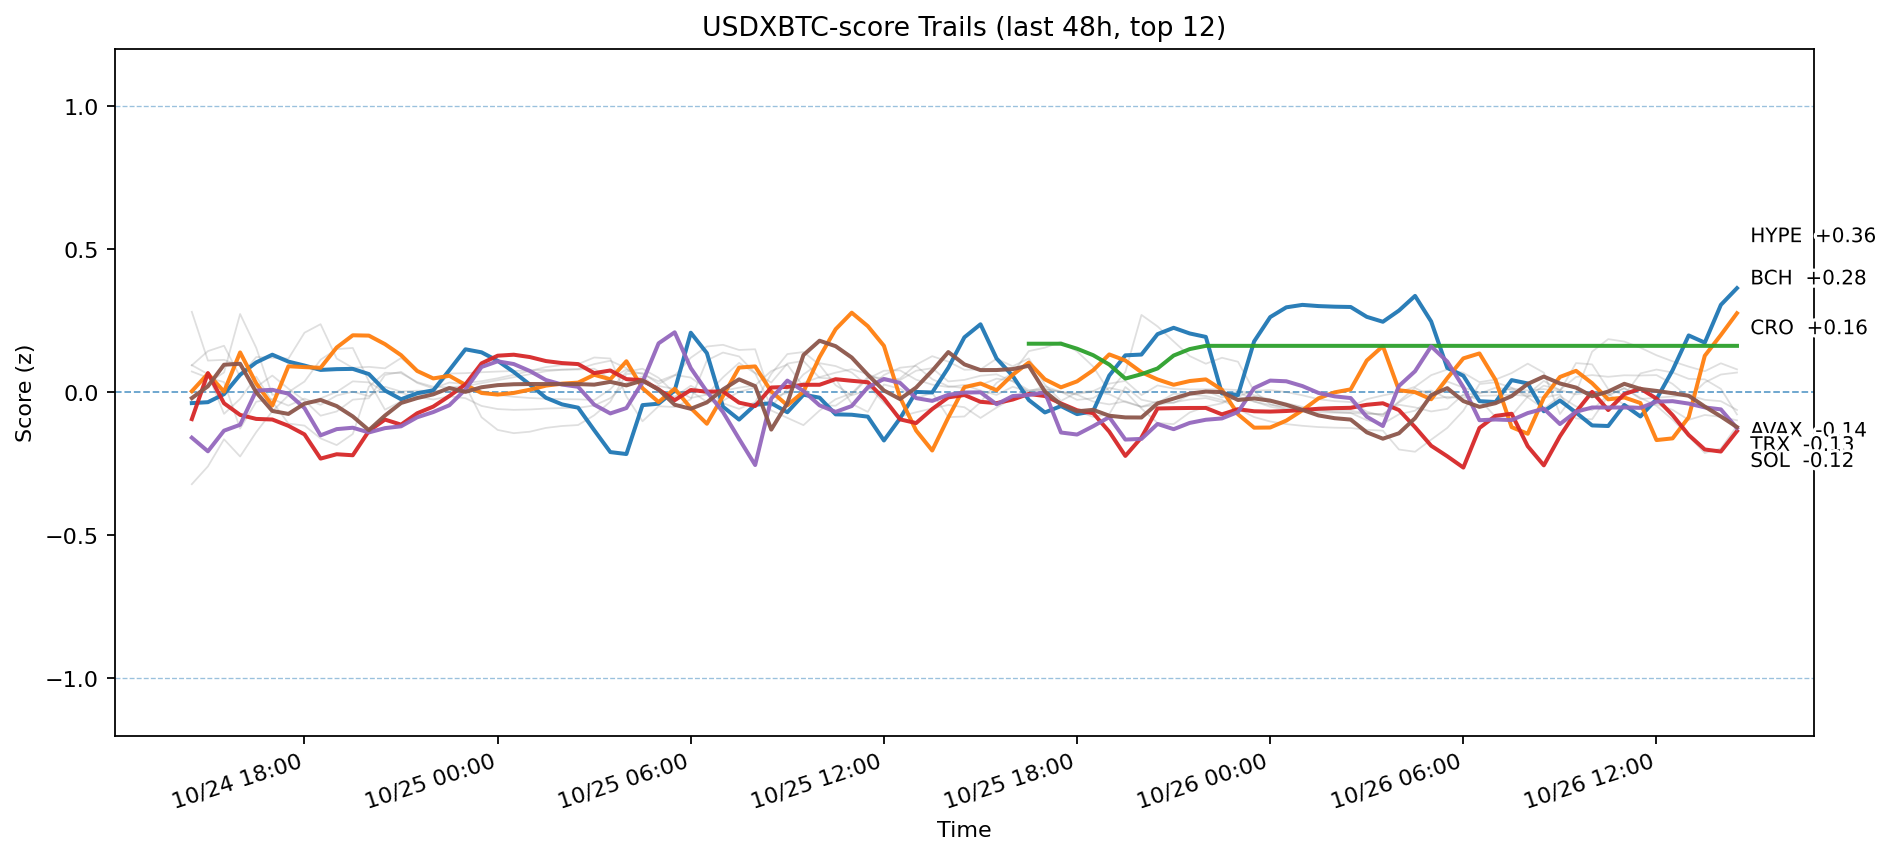 USDXBTC-score Trails (last 48h, top 12)
Score (z)
1.0
0.5
0.0
−0.5
−1.0
HYPE +0.36
BCH +0.28
CRO +0.16
AVAX -0.14
TRX -0.13
SOL -0.12
10/24 18:00
10/25 00:00
10/25 06:00
10/25 12:00
10/25 18:00
10/26 00:00
10/26 06:00
10/26 12:00
Time